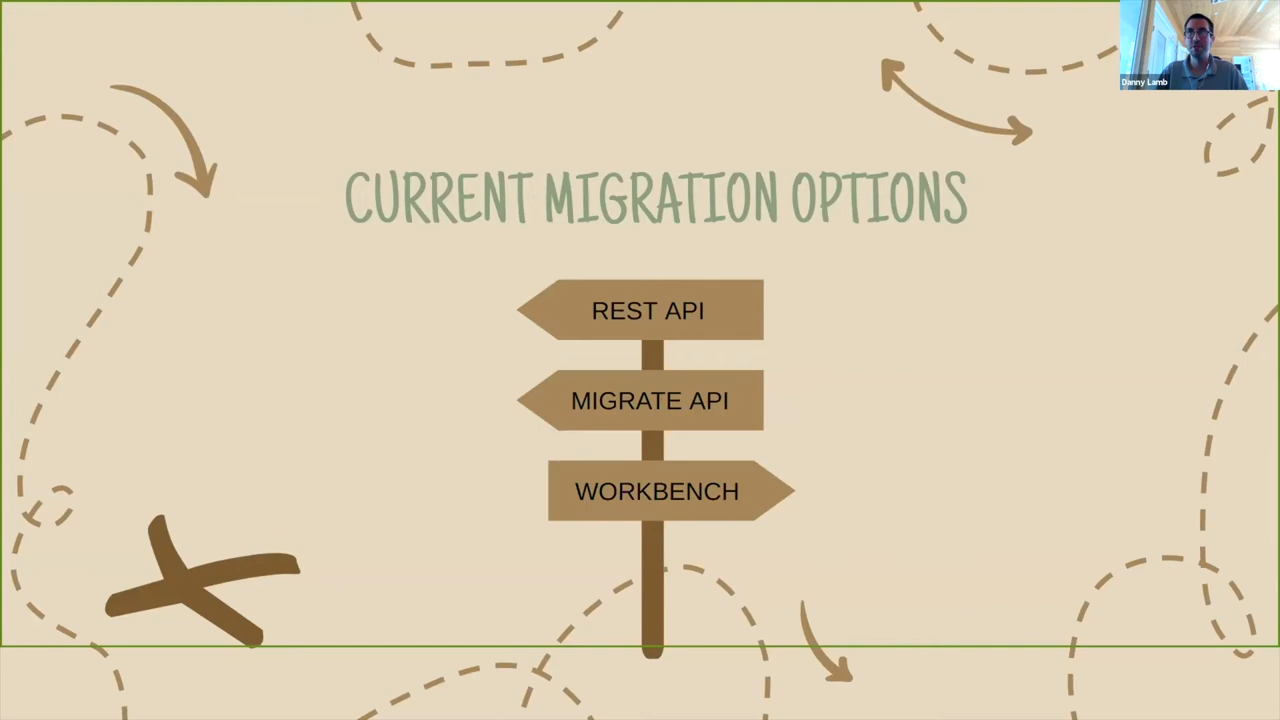 Danny Lamb
CURRENT MIGRATION OPTIONS
REST API
MIGRATE API
WORKBENCH